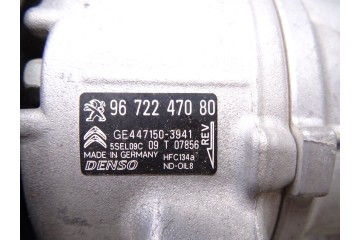 96 722 470 80
GE447150-3941
5SEL09C 09 T 07856
MADE IN GERMANY HFC134a
DENSO ND-OIL8
REV